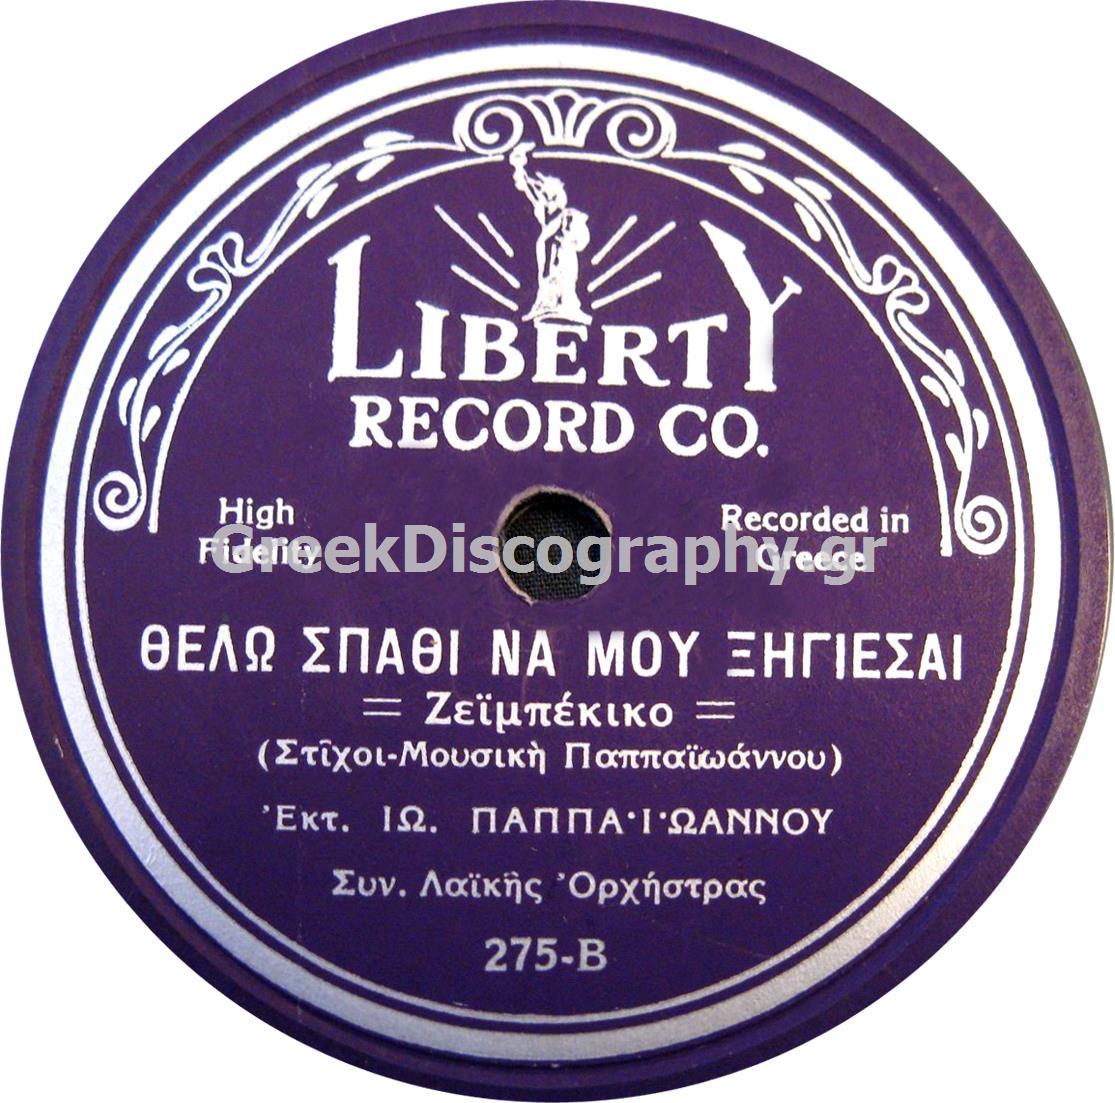 LIBERTY
RECORD CO.
High
Fidelity
Recorded in
Greece
GreekDiscography.gr
ΘΕΛΩ ΣΠΑΘΙ ΝΑ ΜΟΥ ΞΗΓΙΕΣΑΙ
= Ζεϊμπέκικο =
(Στῖχοι-Μουσικὴ Παππαϊωάννου)
Ἐκτ. ΙΩ. ΠΑΠΠΑ·Ι·ΩΑΝΝΟΥ
Συν. Λαϊκῆς Ὀρχήστρας
275-B